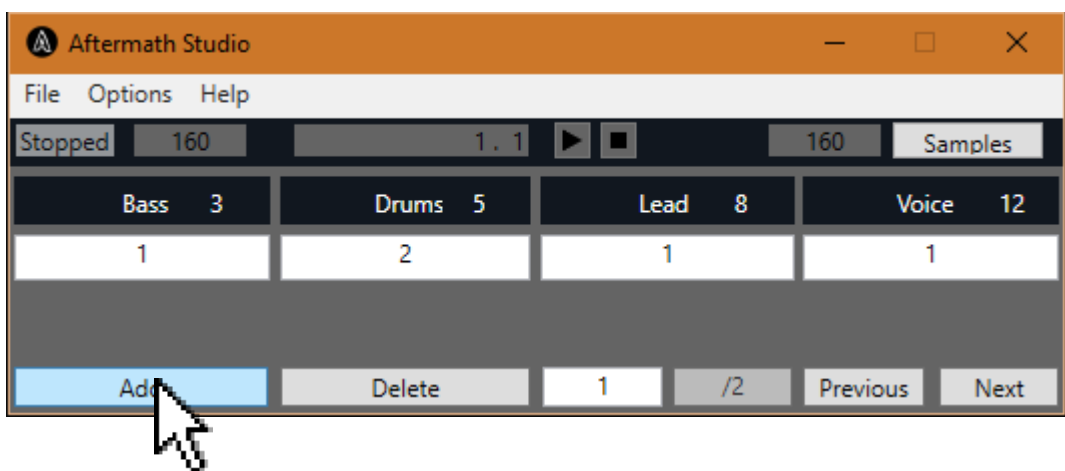 Aftermath Studio
File Options Help
Stopped 160 1 . 1 160 Samples
Bass 3 Drums 5 Lead 8 Voice 12
1 2 1 1
Add Delete 1 /2 Previous Next